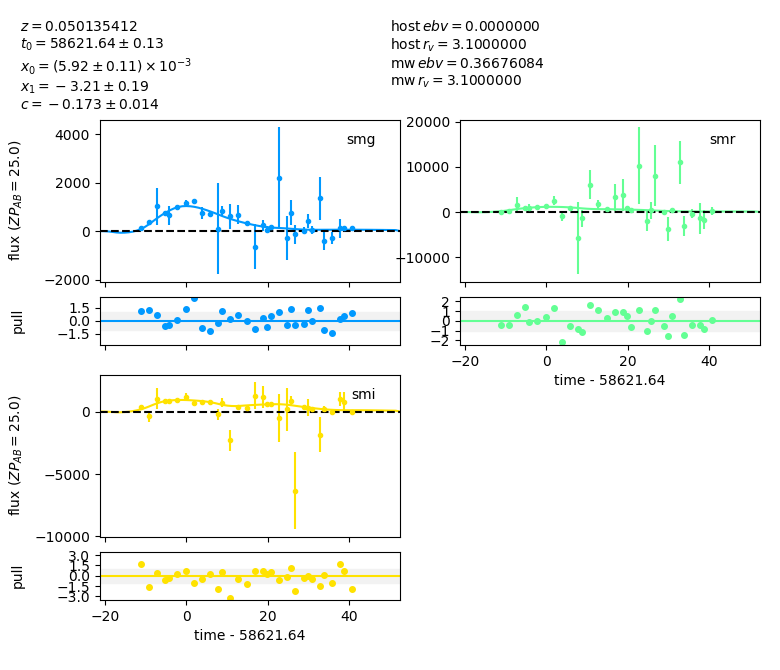 z = 0.050135412
t₀ = 58621.64 ± 0.13
x₀ = (5.92 ± 0.11) × 10⁻³
x₁ = −3.21 ± 0.19
c = −0.173 ± 0.014
host ebv = 0.0000000
host r_v = 3.1000000
mw ebv = 0.36676084
mw r_v = 3.1000000
smg
4000
2000
0
−2000
flux (ZP_AB = 25.0)
smr
20000
10000
0
−10000
1.5
0.0
−1.5
pull
2
1
0
−1
−2
−20 0 20 40
time - 58621.64
smi
0
−5000
−10000
flux (ZP_AB = 25.0)
3.0
1.5
0.0
−1.5
−3.0
pull
−20 0 20 40
time - 58621.64